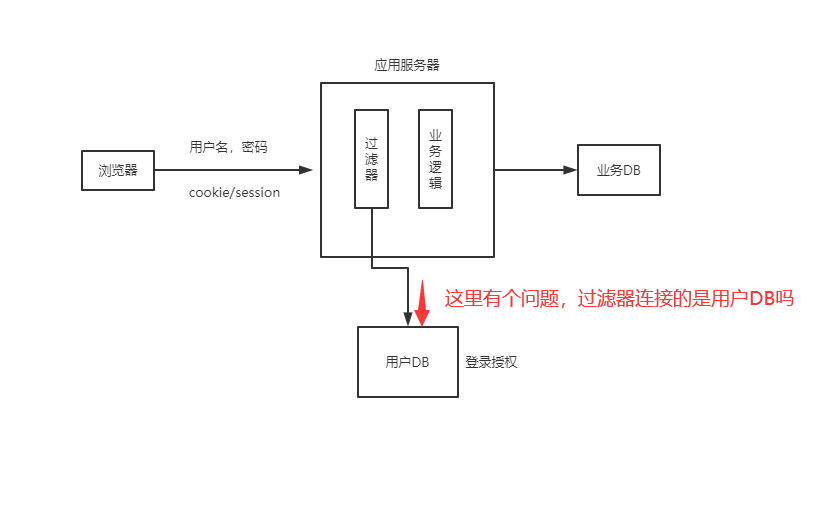 应用服务器
用户名，密码
浏览器
cookie/session
过滤器
业务逻辑
业务DB
这里有个问题，过滤器连接的是用户DB吗
用户DB
登录授权